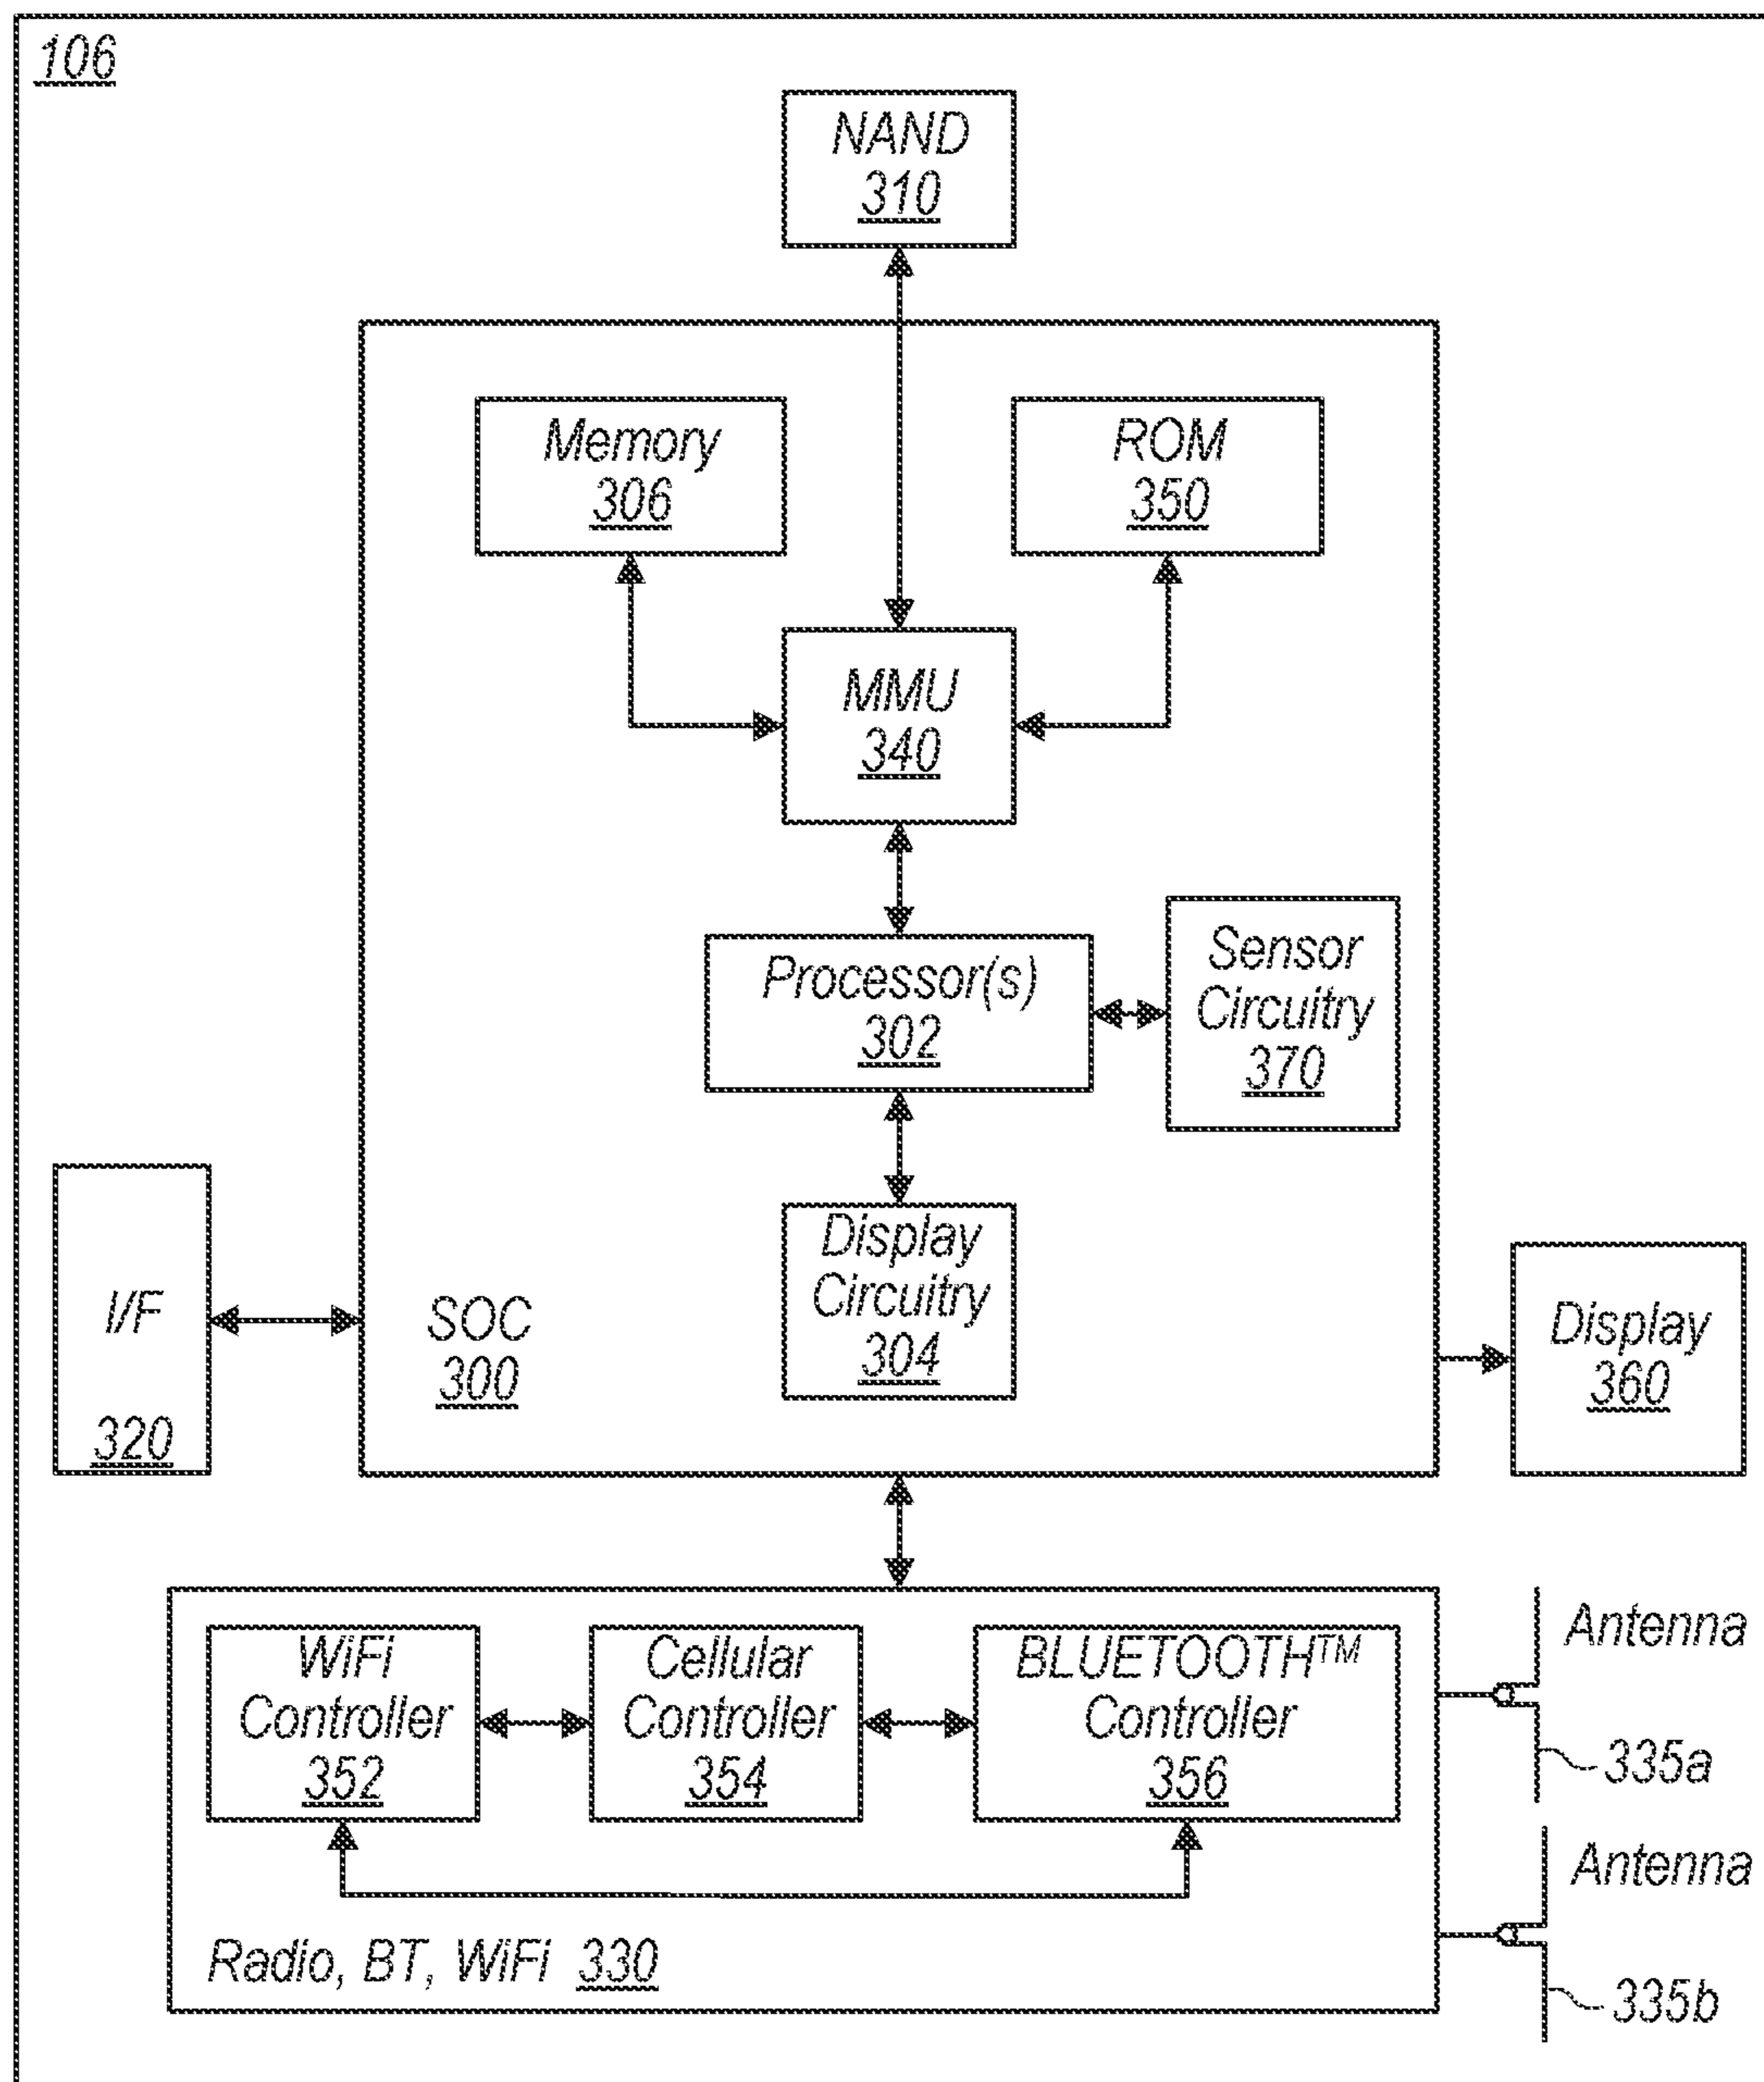 106
NAND
310
Memory
306
ROM
350
MMU
340
Processor(s)
302
Sensor
Circuitry
370
Display
Circuitry
304
I/F
320
SOC
300
Display
360
WiFi
Controller
352
Cellular
Controller
354
BLUETOOTH™
Controller
356
Antenna
335a
Antenna
335b
Radio, BT, WiFi 330